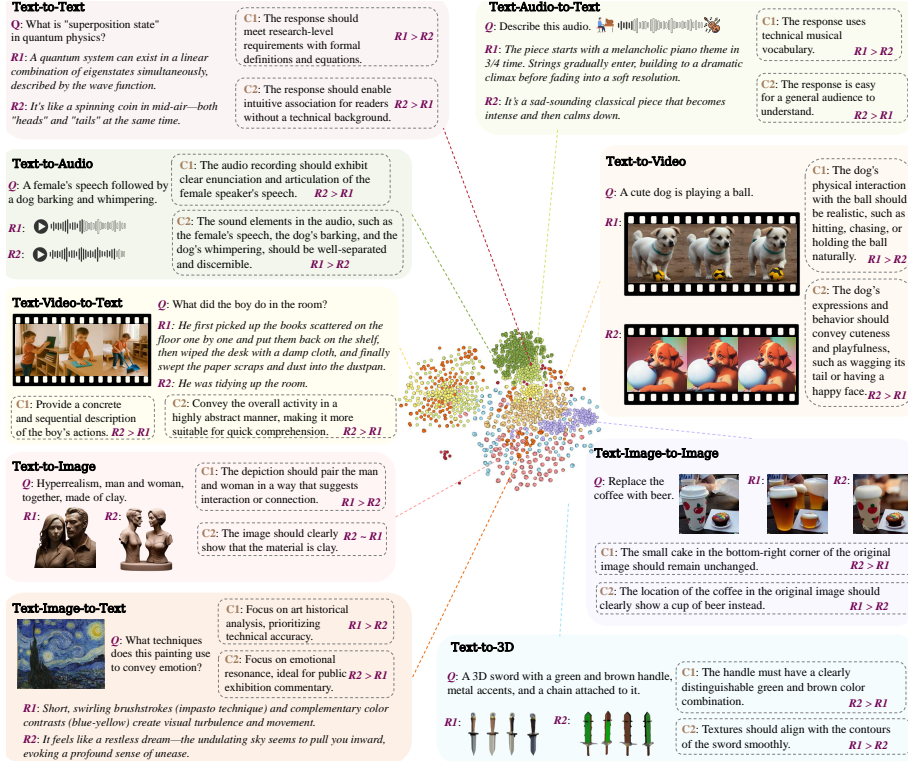 Text-to-Text
Q: What is "superposition state"
in quantum physics?
R1: A quantum system can exist in a linear
combination of eigenstates simultaneously,
described by the wave function.
R2: It's like a spinning coin in mid-air—both
"heads" and "tails" at the same time.
C1: The response should
meet research-level
requirements with formal
definitions and equations.
R1 > R2
C2: The response should enable
intuitive association for readers
without a technical background.
R2 > R1
Text-Audio-to-Text
Q: Describe this audio.
R1: The piece starts with a melancholic piano theme in
3/4 time. Strings gradually enter, building to a dramatic
climax before fading into a soft resolution.
R2: It's a sad-sounding classical piece that becomes
intense and then calms down.
C1: The response uses
technical musical
vocabulary.
R1 > R2
C2: The response is easy
for a general audience to
understand.
R2 > R1
Text-to-Audio
Q: A female's speech followed by
a dog barking and whimpering.
R1:
R2:
C1: The audio recording should exhibit
clear enunciation and articulation of the
female speaker's speech.
R2 > R1
C2: The sound elements in the audio, such as
the female's speech, the dog's barking, and the
dog's whimpering, should be well-separated
and discernible.
R1 > R2
Text-to-Video
Q: A cute dog is playing a ball.
R1:
R2:
C1: The dog's
physical interaction
with the ball should
be realistic, such as
hitting, chasing, or
holding the ball
naturally.
R1 > R2
C2: The dog's
expressions and
behavior should
convey cuteness
and playfulness,
such as wagging its
tail or having a
happy face.
R2 > R1
Text-Video-to-Text
Q: What did the boy do in the room?
R1: He first picked up the books scattered on the
floor one by one and put them back on the shelf,
then wiped the desk with a damp cloth, and finally
swept the paper scraps and dust into the dustpan.
R2: He was tidying up the room.
C1: Provide a concrete
and sequential description
of the boy's actions.
R2 > R1
C2: Convey the overall activity in a
highly abstract manner, making it more
suitable for quick comprehension.
R2 > R1
Text-to-Image
Q: Hyperrealism, man and woman,
together, made of clay.
R1:
R2:
C1: The depiction should pair the man
and woman in a way that suggests
interaction or connection.
R1 > R2
C2: The image should clearly
show that the material is clay.
R2 ~ R1
Text-Image-to-Image
Q: Replace the
coffee with beer.
R1:
R2:
C1: The small cake in the bottom-right corner of the original
image should remain unchanged.
R2 > R1
C2: The location of the coffee in the original image should
clearly show a cup of beer instead.
R1 > R2
Text-Image-to-Text
Q: What techniques
does this painting use
to convey emotion?
C1: Focus on art historical
analysis, prioritizing
technical accuracy.
R1 > R2
C2: Focus on emotional
resonance, ideal for public
exhibition commentary.
R2 > R1
R1: Short, swirling brushstrokes (impasto technique) and complementary color
contrasts (blue-yellow) create visual turbulence and movement.
R2: It feels like a restless dream—the undulating sky seems to pull you inward,
evoking a profound sense of unease.
Text-to-3D
Q: A 3D sword with a green and brown handle,
metal accents, and a chain attached to it.
R1:
R2:
C1: The handle must have a clearly
distinguishable green and brown color
combination.
R2 > R1
C2: Textures should align with the contours
of the sword smoothly.
R1 > R2